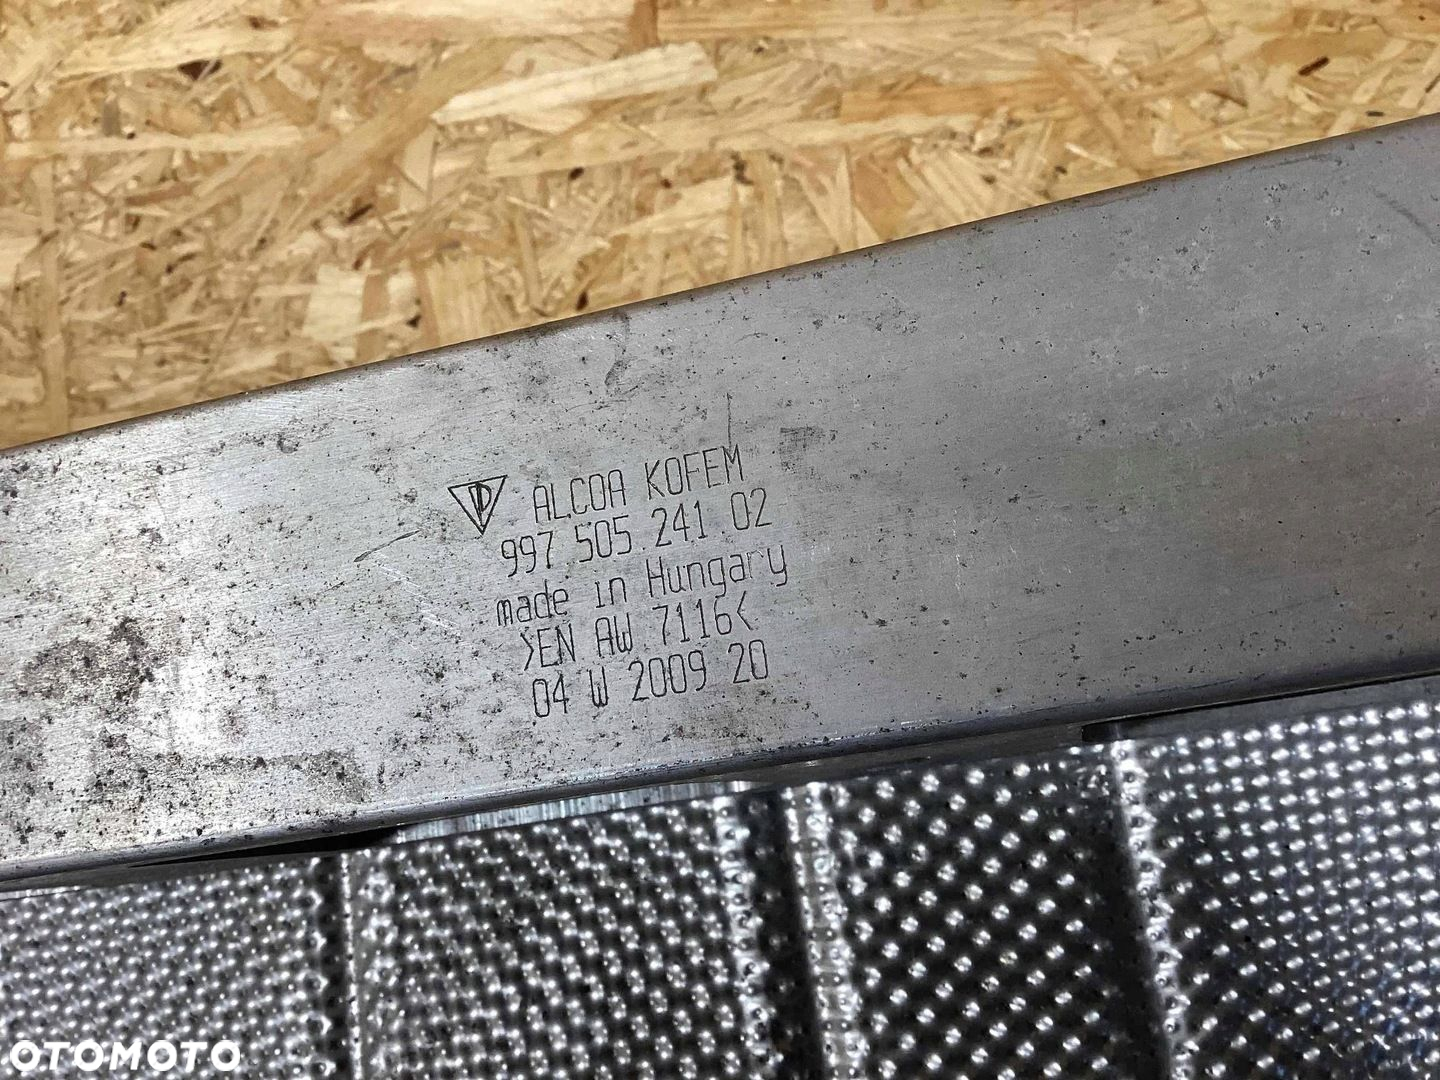 ALCOA KOFEM
997 505 241 02
made in Hungary
>EN AW 7116<
04 W 2009 20
OTOMOTO